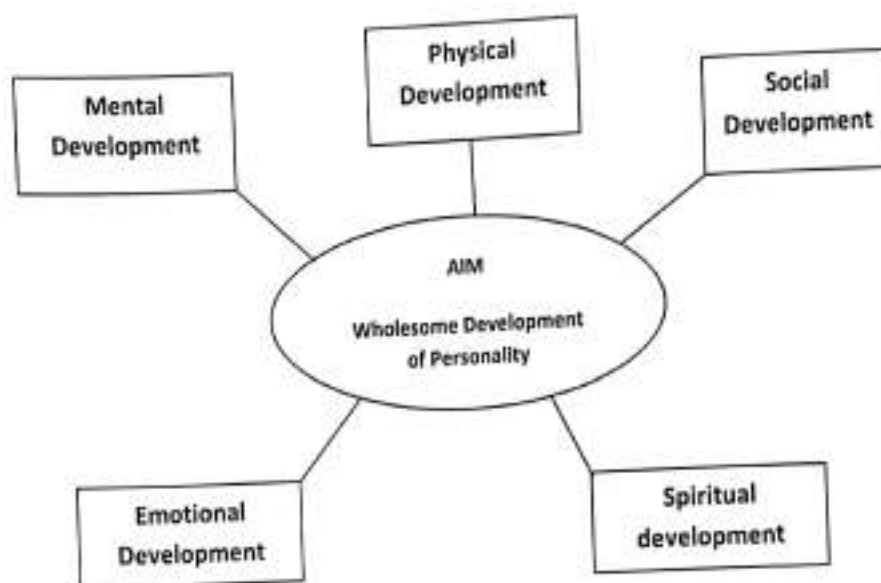 Physical
Development
Mental
Development
Social
Development
AIM
Wholesome Development
of Personality
Emotional
Development
Spiritual
development